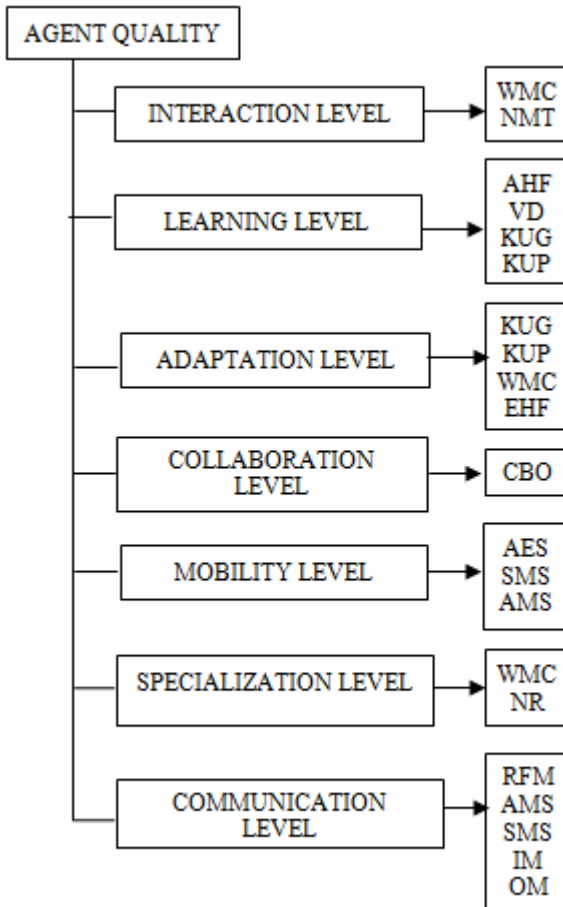 AGENT QUALITY
INTERACTION LEVEL
WMC
NMT
LEARNING LEVEL
AHF
VD
KUG
KUP
ADAPTATION LEVEL
KUG
KUP
WMC
EHF
COLLABORATION
LEVEL
CBO
MOBILITY LEVEL
AES
SMS
AMS
SPECIALIZATION LEVEL
WMC
NR
COMMUNICATION
LEVEL
RFM
AMS
SMS
IM
OM